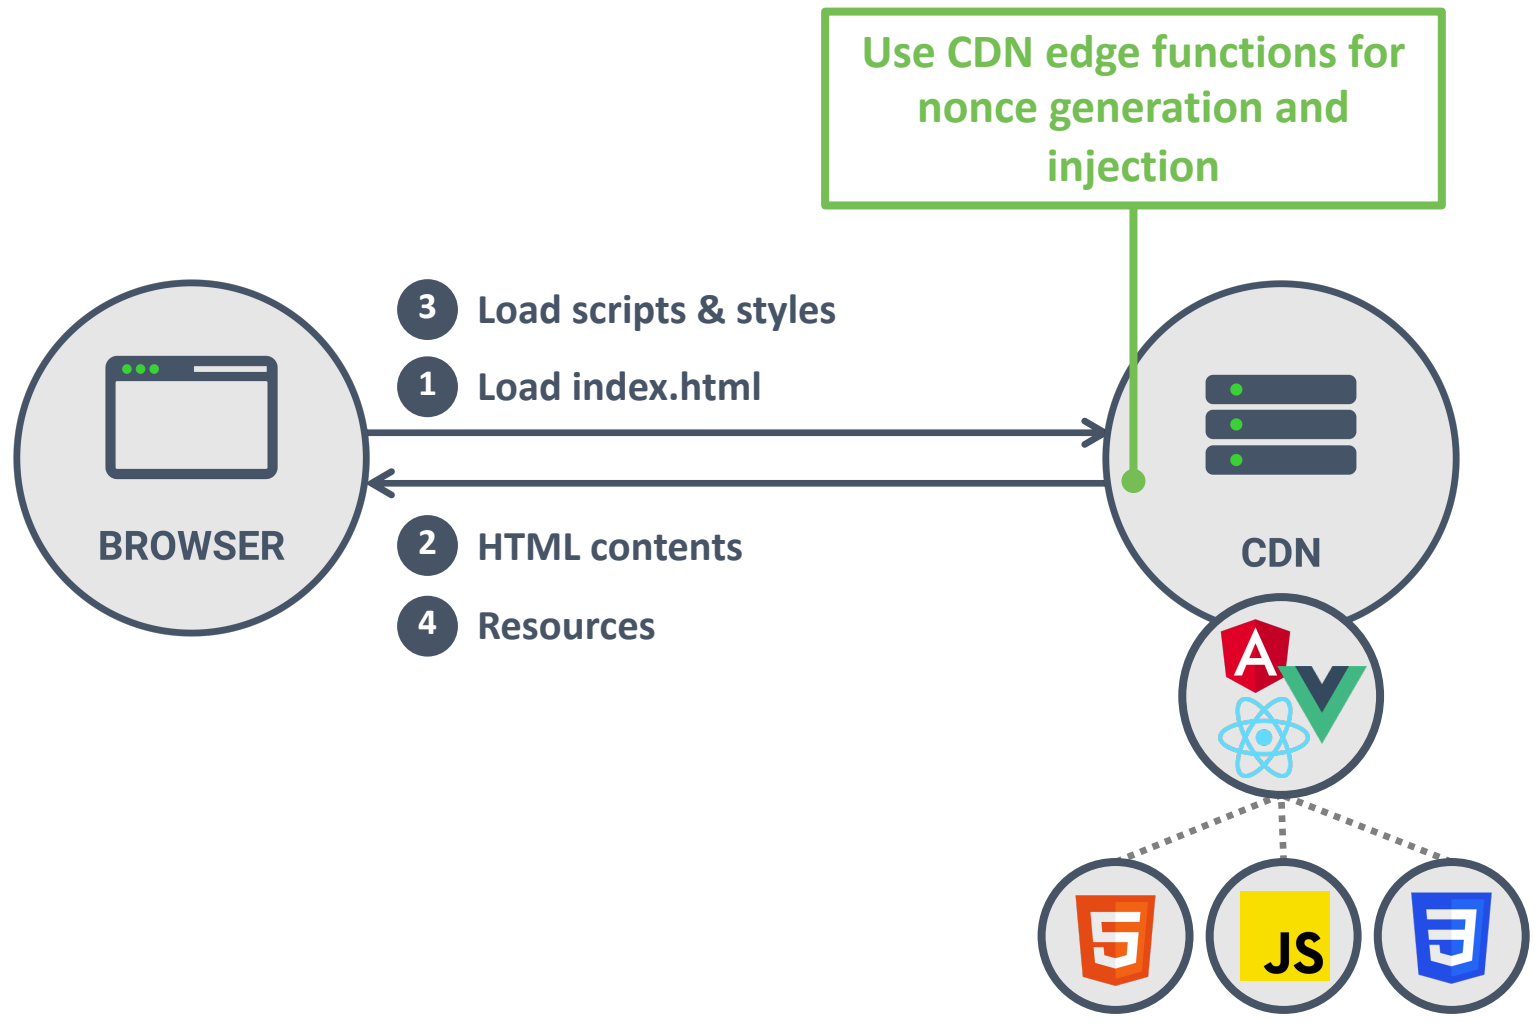 Use CDN edge functions for
nonce generation and
injection
3 Load scripts & styles
1 Load index.html
BROWSER
2 HTML contents
4 Resources
CDN
A
JS